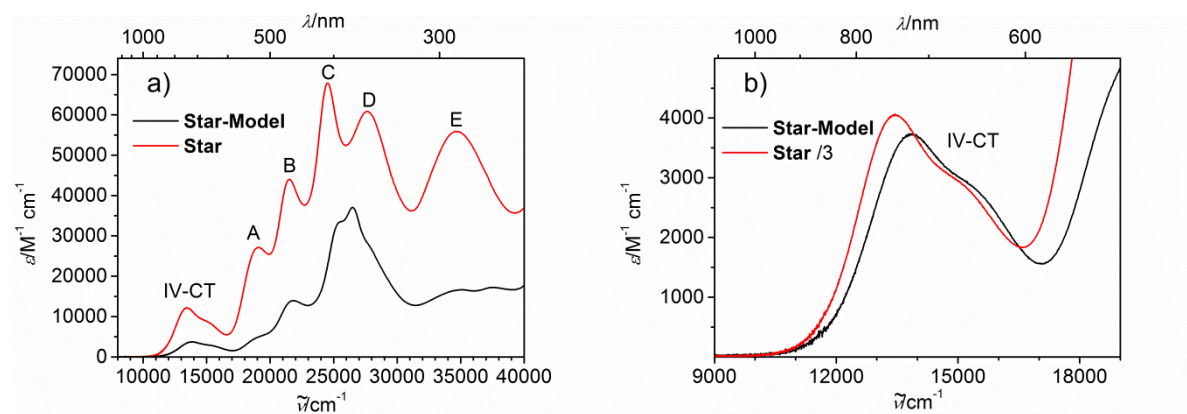 λ/nm
1000
500
300
a)
70000
60000
50000
40000
30000
20000
10000
0
ε/M⁻¹ cm⁻¹
Star-Model
Star
IV-CT
A
B
C
D
E
10000 15000 20000 25000 30000 35000 40000
ν̃/cm⁻¹
λ/nm
1000
800
600
b)
4000
3000
2000
1000
ε/M⁻¹ cm⁻¹
Star-Model
Star /3
IV-CT
9000 12000 15000 18000
ν̃/cm⁻¹